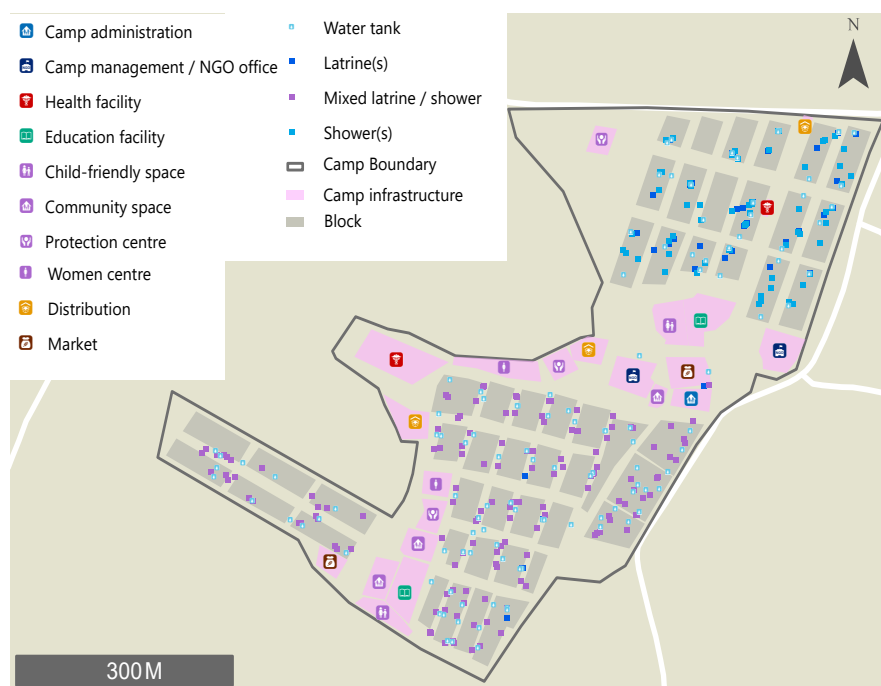 Camp administration
Camp management / NGO office
Health facility
Education facility
Child-friendly space
Community space
Protection centre
Women centre
Distribution
Market
Water tank
Latrine(s)
Mixed latrine / shower
Shower(s)
Camp Boundary
Camp infrastructure
Block
N
300M